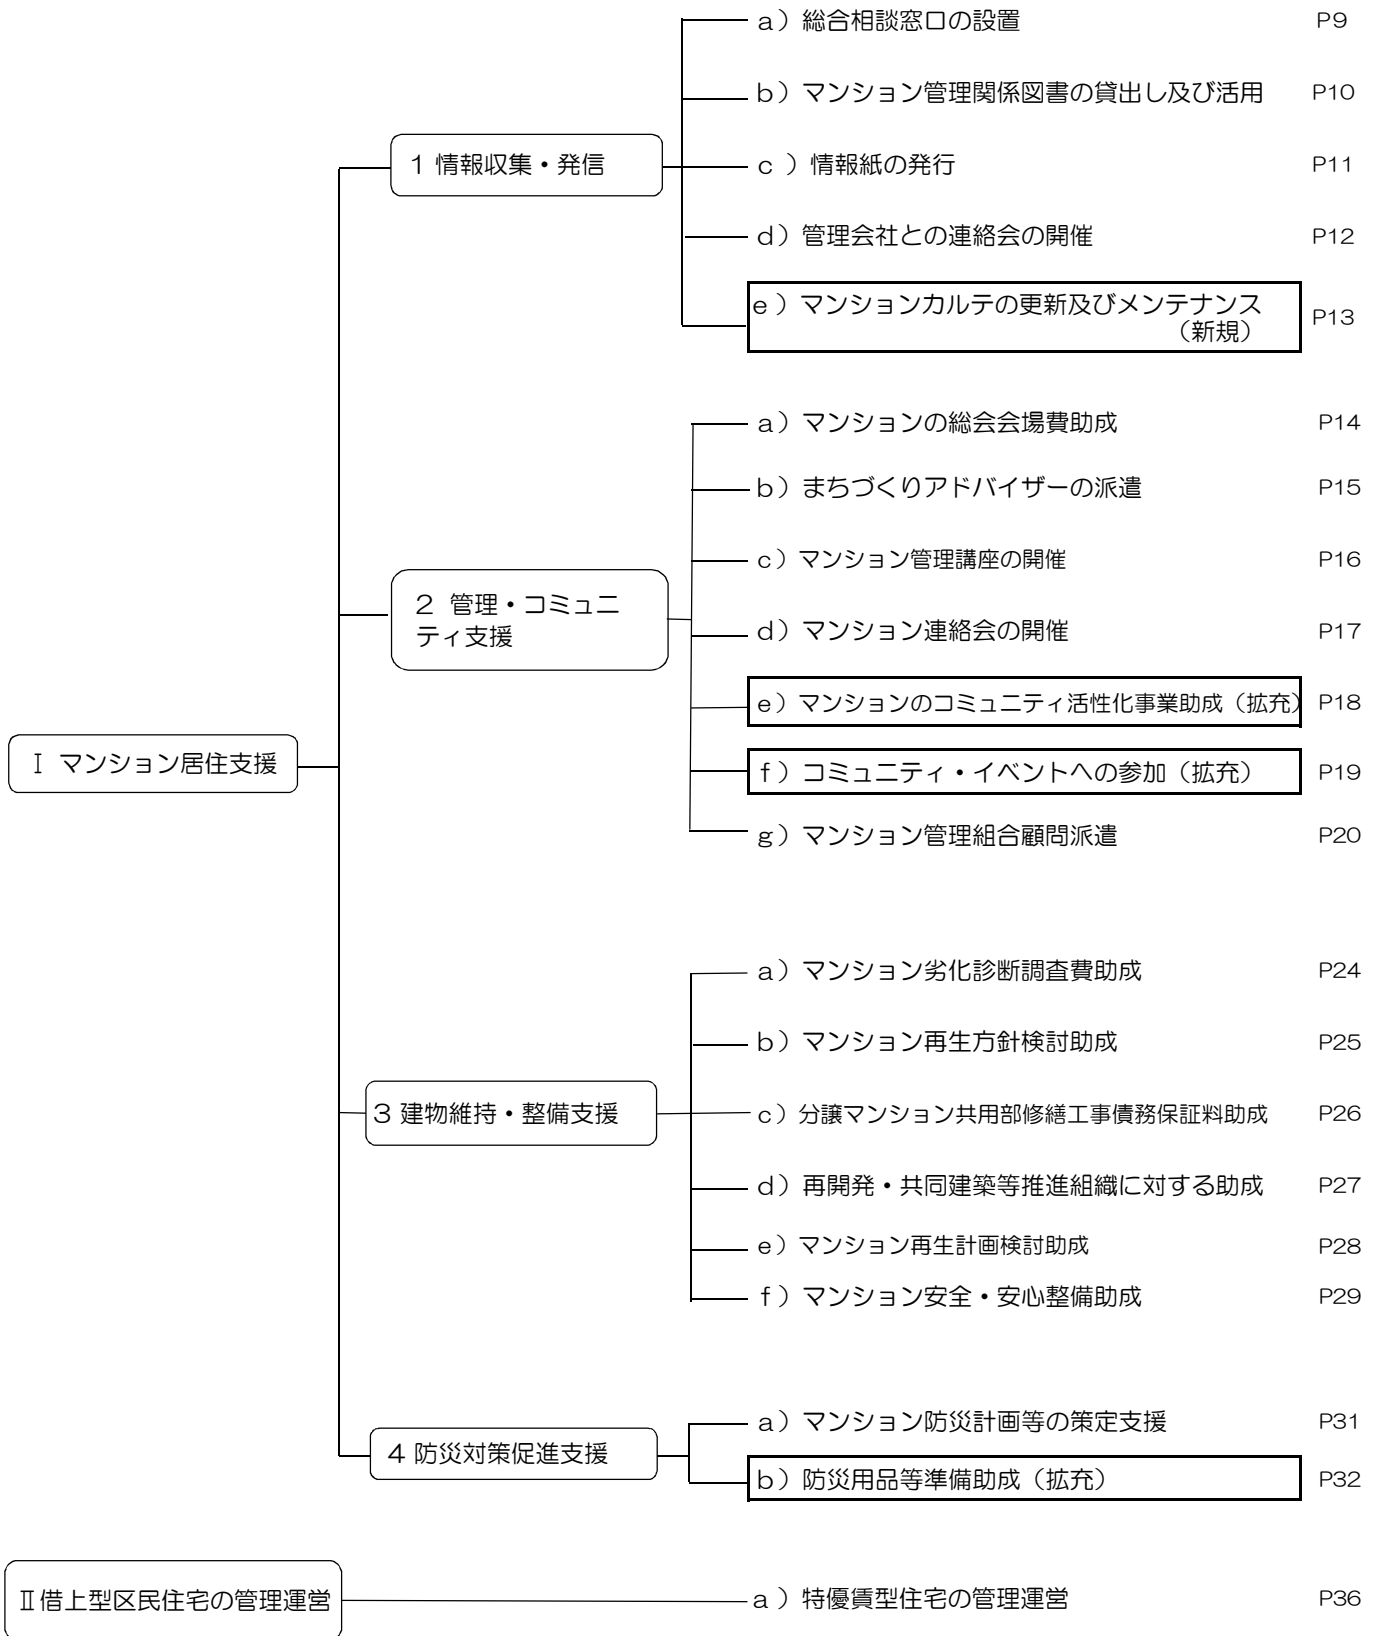 Ⅰ マンション居住支援
1 情報収集・発信
a）総合相談窓口の設置 P9
b）マンション管理関係図書の貸出し及び活用 P10
c ）情報紙の発行 P11
d）管理会社との連絡会の開催 P12
e）マンションカルテの更新及びメンテナンス
（新規） P13
2 管理・コミュニ
ティ支援
a）マンションの総会会場費助成 P14
b）まちづくりアドバイザーの派遣 P15
c）マンション管理講座の開催 P16
d）マンション連絡会の開催 P17
e）マンションのコミュニティ活性化事業助成（拡充） P18
f）コミュニティ・イベントへの参加（拡充） P19
g）マンション管理組合顧問派遣 P20
3 建物維持・整備支援
a）マンション劣化診断調査費助成 P24
b）マンション再生方針検討助成 P25
c）分譲マンション共用部修繕工事債務保証料助成 P26
d）再開発・共同建築等推進組織に対する助成 P27
e）マンション再生計画検討助成 P28
f）マンション安全・安心整備助成 P29
4 防災対策促進支援
a）マンション防災計画等の策定支援 P31
b）防災用品等準備助成（拡充） P32
Ⅱ借上型区民住宅の管理運営
a ）特優賃型住宅の管理運営 P36